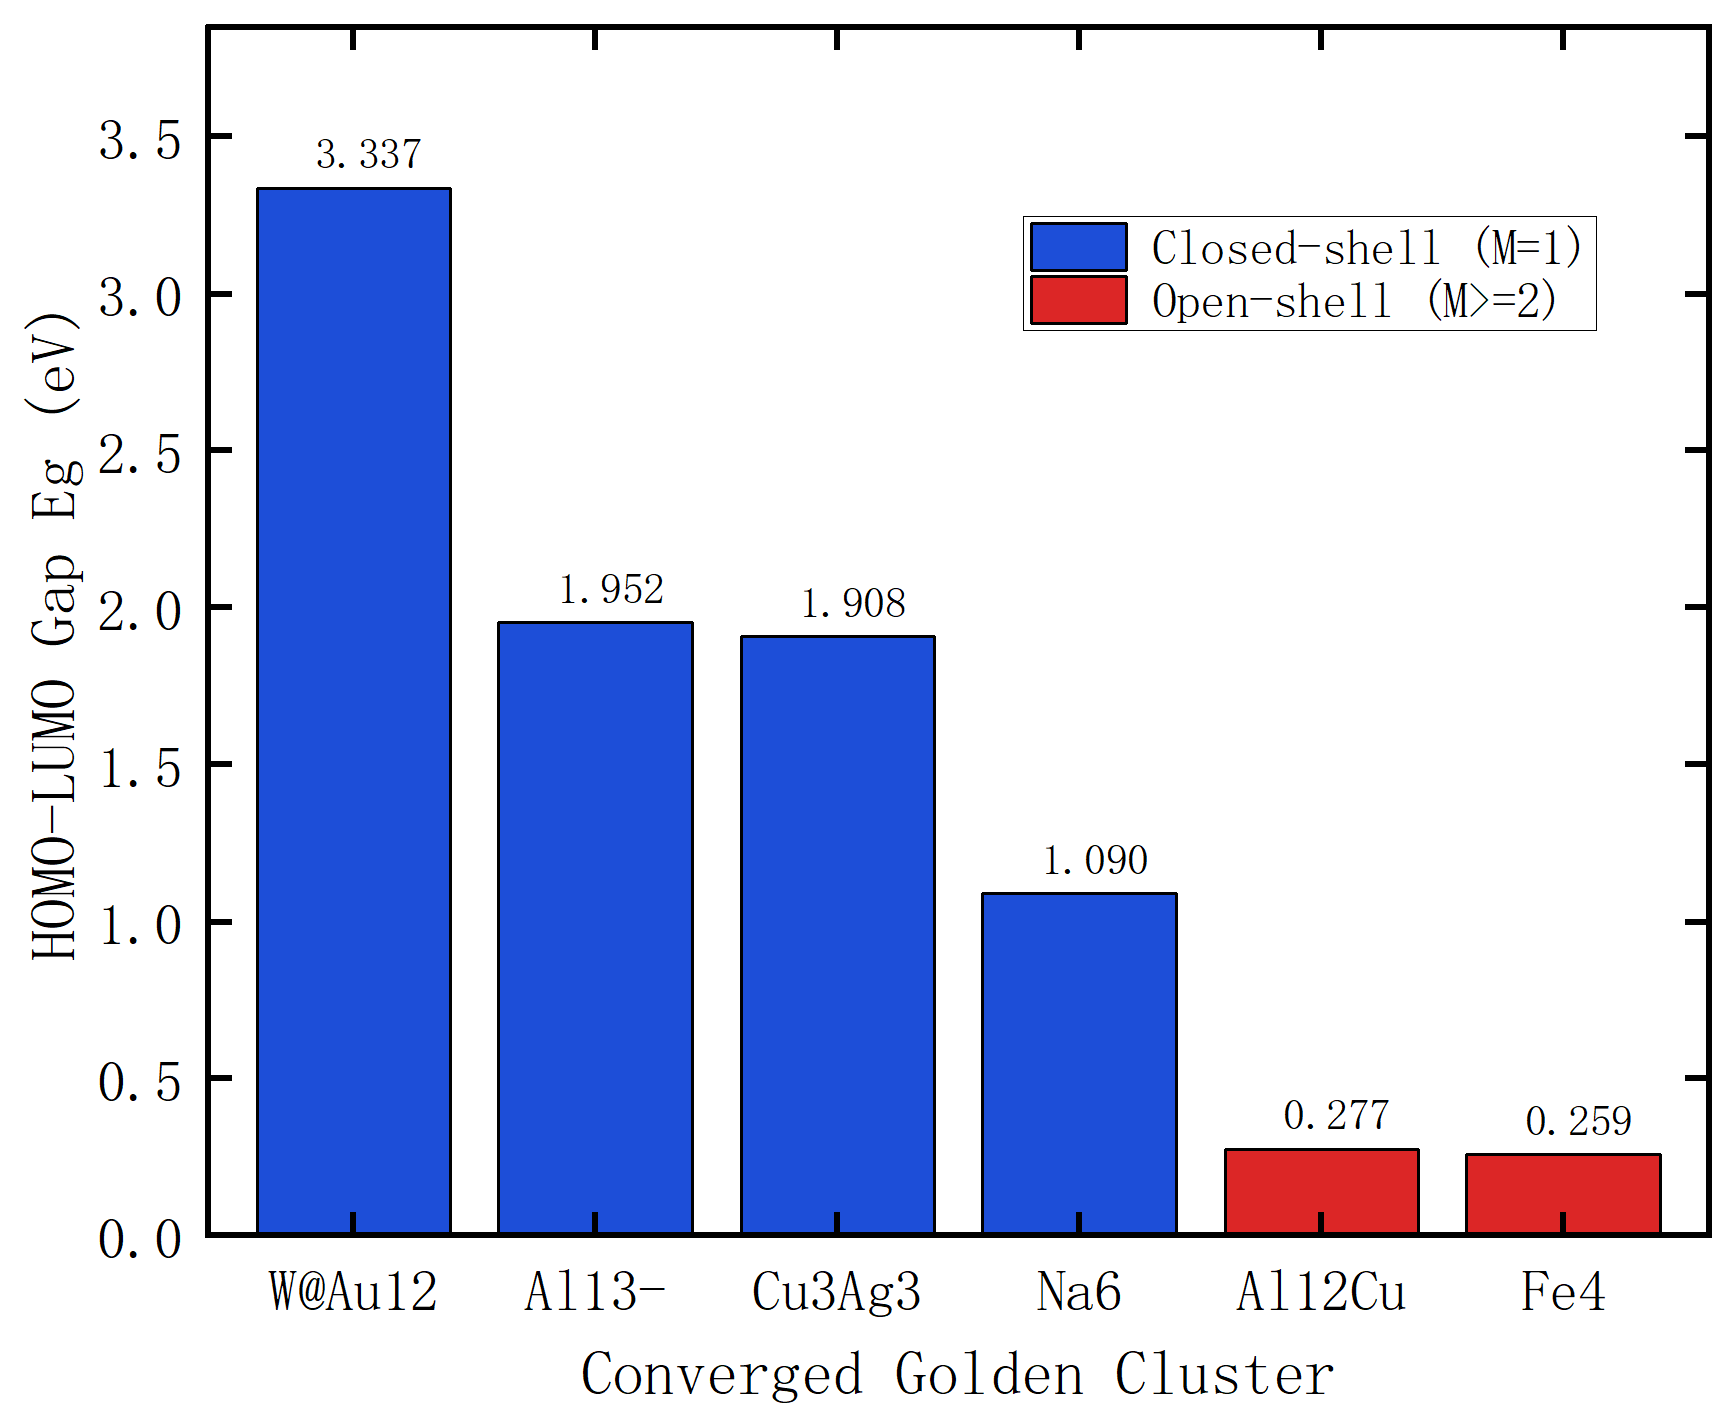 3.5
3.0
2.5
2.0
1.5
1.0
0.5
0.0
HOMO-LUMO Gap Eg (eV)
3.337
1.952
1.908
1.090
0.277
0.259
Closed-shell (M=1)
Open-shell (M>=2)
W@Au12
Al13-
Cu3Ag3
Na6
Al12Cu
Fe4
Converged Golden Cluster